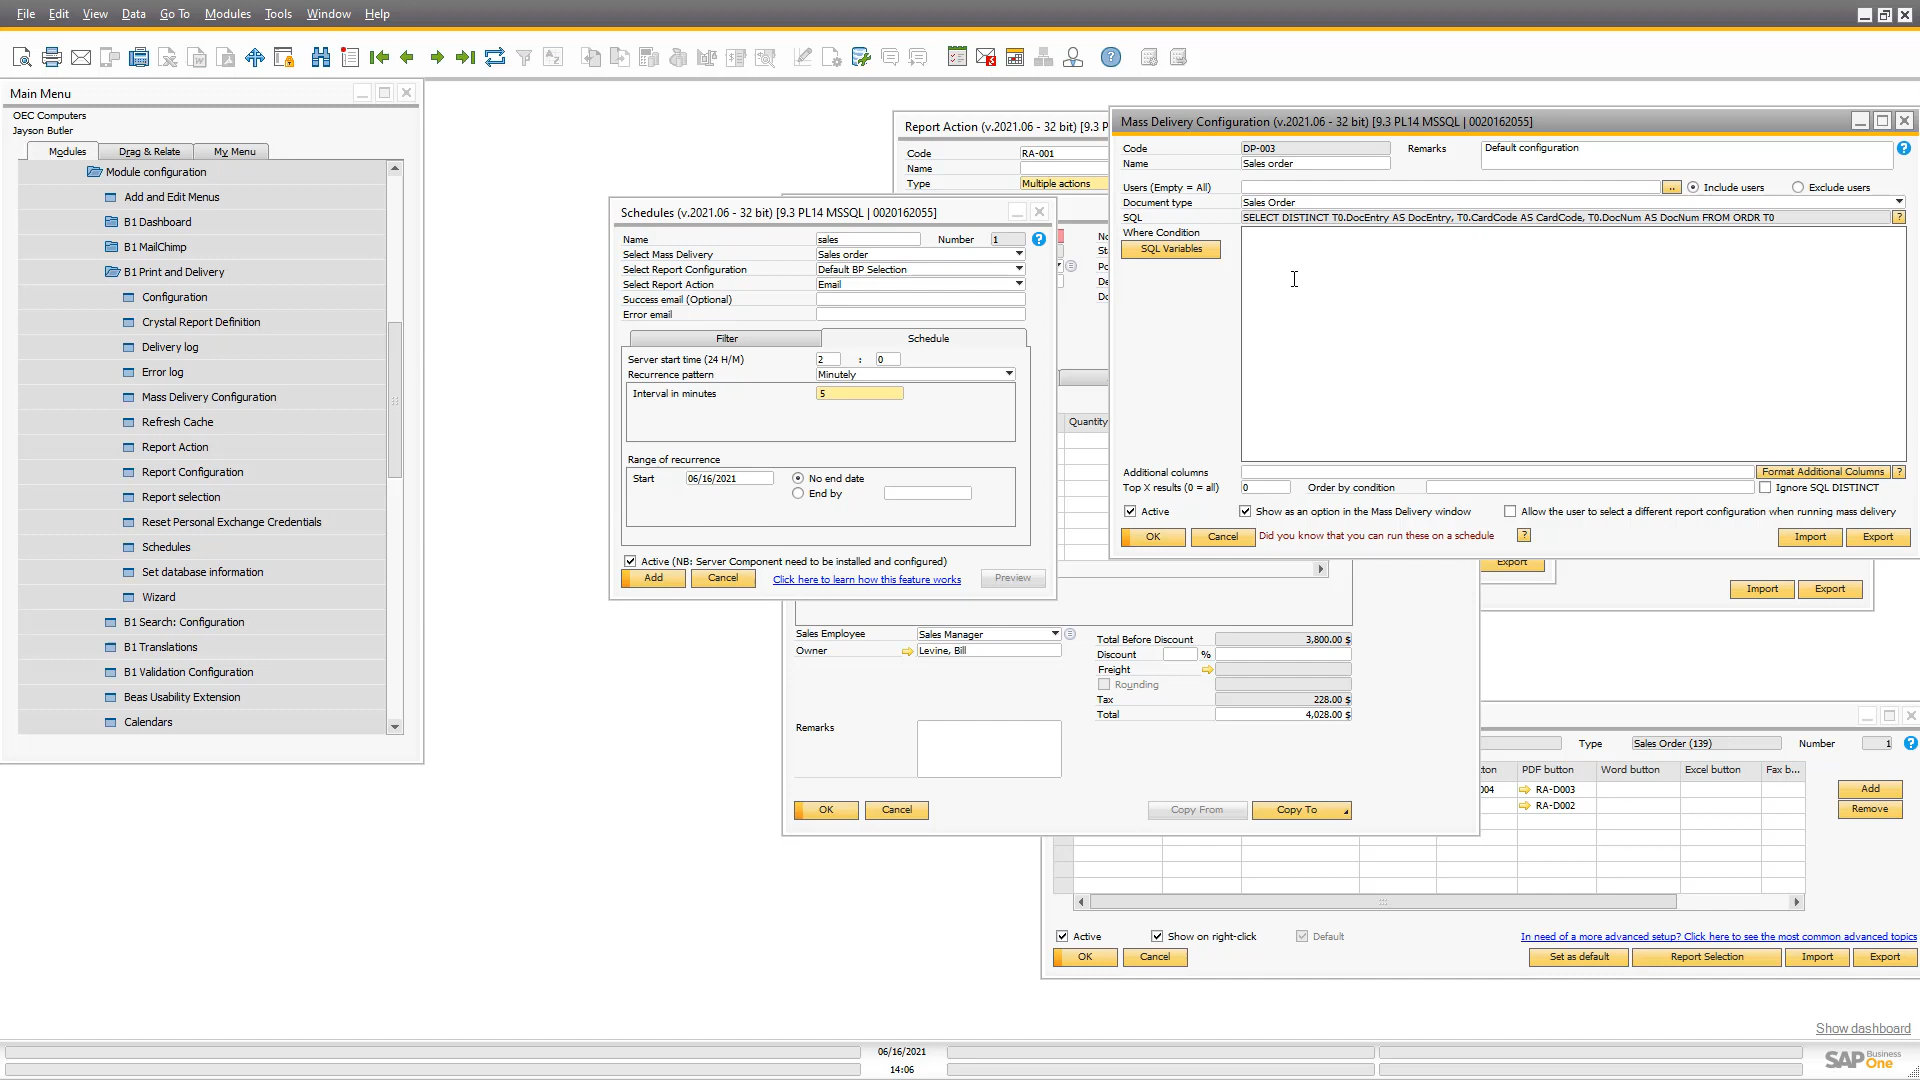 File Edit View Data Go To Modules Tools Window Help
Main Menu
OEC Computers
Jayson Butler
Modules Drag & Relate My Menu
Module configuration
Add and Edit Menus
B1 Dashboard
B1 MailChimp
B1 Print and Delivery
Configuration
Crystal Report Definition
Delivery log
Error log
Mass Delivery Configuration
Refresh Cache
Report Action
Report Configuration
Report selection
Reset Personal Exchange Credentials
Schedules
Set database information
Wizard
B1 Search: Configuration
B1 Translations
B1 Validation Configuration
Beas Usability Extension
Calendars
Report Action (v.2021.06 - 32 bit) [9.3 P
Code RA-001
Name
Type Multiple actions
Schedules (v.2021.06 - 32 bit) [9.3 PL14 MSSQL | 0020162055]
Name sales Number 1
Select Mass Delivery Sales order
Select Report Configuration Default BP Selection
Select Report Action Email
Success email (Optional)
Error email
Filter Schedule
Server start time (24 H/M) 2 : 0
Recurrence pattern Minutely
Interval in minutes 5
Range of recurrence
Start 06/16/2021 No end date
End by
Active (NB: Server Component need to be installed and configured)
Add Cancel Click here to learn how this feature works Preview
Mass Delivery Configuration (v.2021.06 - 32 bit) [9.3 PL14 MSSQL | 0020162055]
Code DP-003 Remarks Default configuration
Name Sales order
Users (Empty = All) .. Include users Exclude users
Document type Sales Order
SQL SELECT DISTINCT T0.DocEntry AS DocEntry, T0.CardCode AS CardCode, T0.DocNum AS DocNum FROM ORDR T0 ?
Where Condition
SQL Variables
Additional columns Format Additional Columns ?
Top X results (0 = all) 0 Order by condition Ignore SQL DISTINCT
Active Show as an option in the Mass Delivery window Allow the user to select a different report configuration when running mass delivery
OK Cancel Did you know that you can run these on a schedule ? Import Export
No
Sta
Po
De
Do
Quantity
Export
Import Export
Sales Employee Sales Manager
Owner Levine, Bill
Remarks
Total Before Discount 3,800.00 $
Discount %
Freight
Rounding
Tax 228.00 $
Total 4,028.00 $
OK Cancel Copy From Copy To
Type Sales Order (139) Number 1
ton PDF button Word button Excel button Fax b...
004 RA-D003
RA-D002
Add
Remove
Active Show on right-click Default
In need of a more advanced setup? Click here to see the most common advanced topics
OK Cancel Set as default Report Selection Import Export
Show dashboard
06/16/2021
14:06
SAP Business One